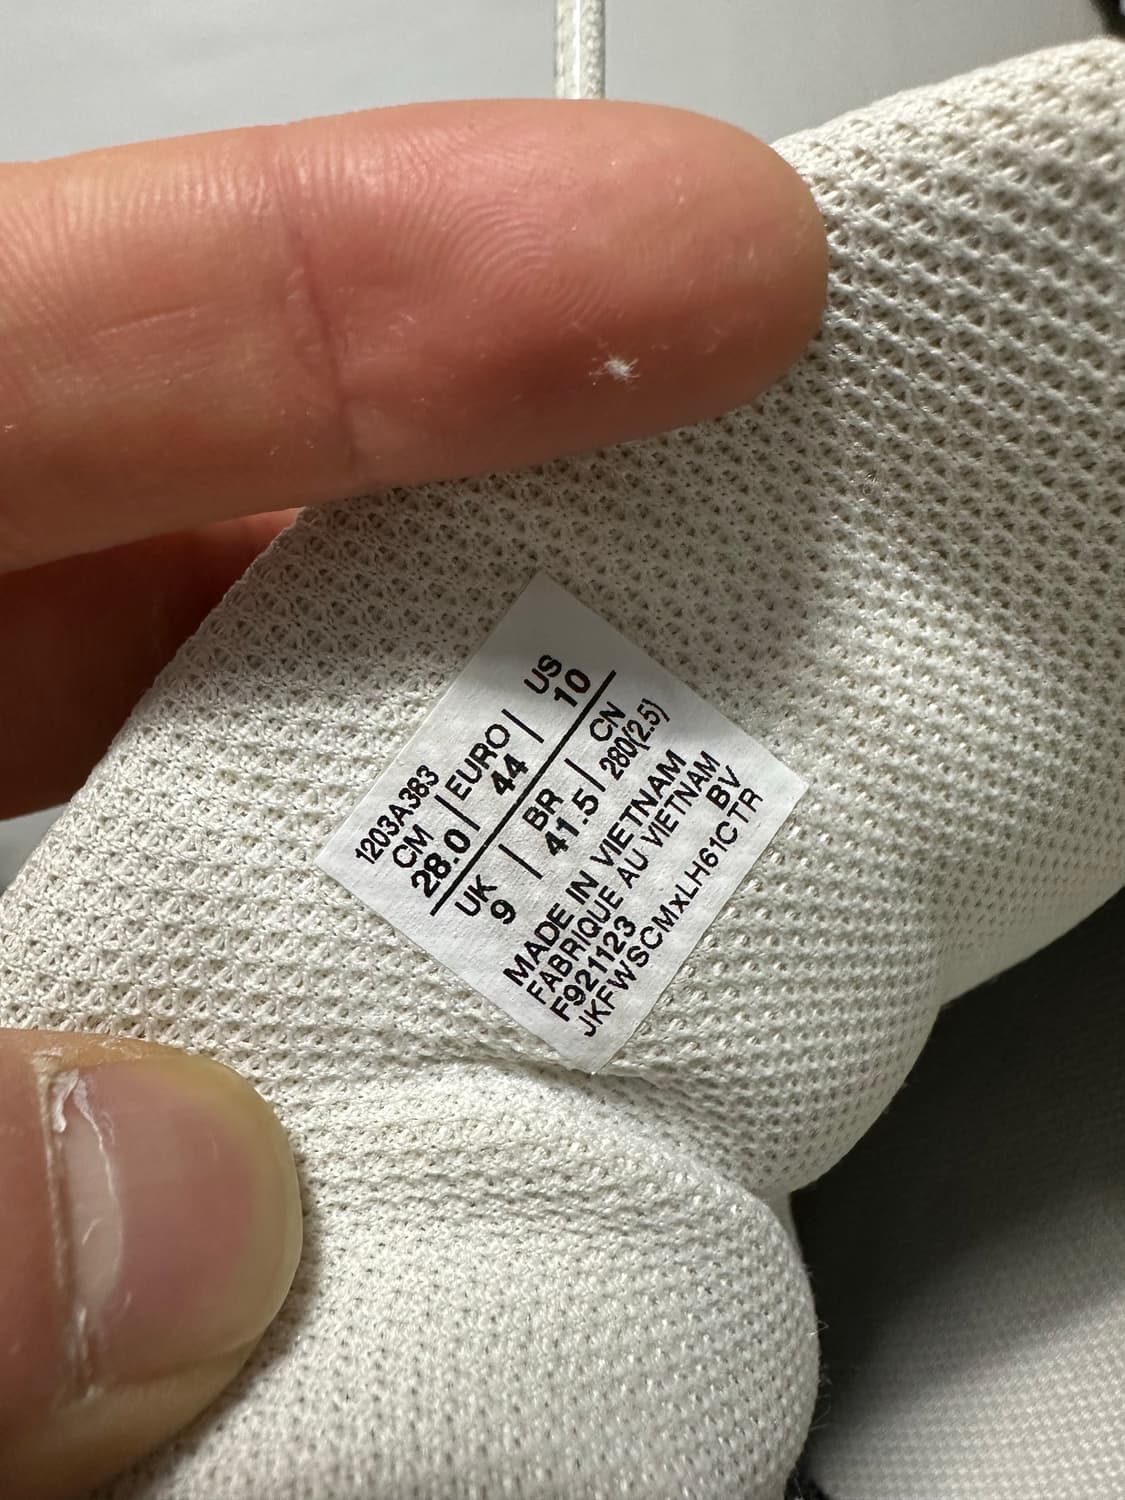 1203A383
CM | EURO | US
28.0 | 44 | 10
UK | BR | CN
9 | 41.5 | 280(2.5)
MADE IN VIETNAM
FABRIQUE AU VIETNAM
F921123 BV
JKFWSCMxLH61CTR